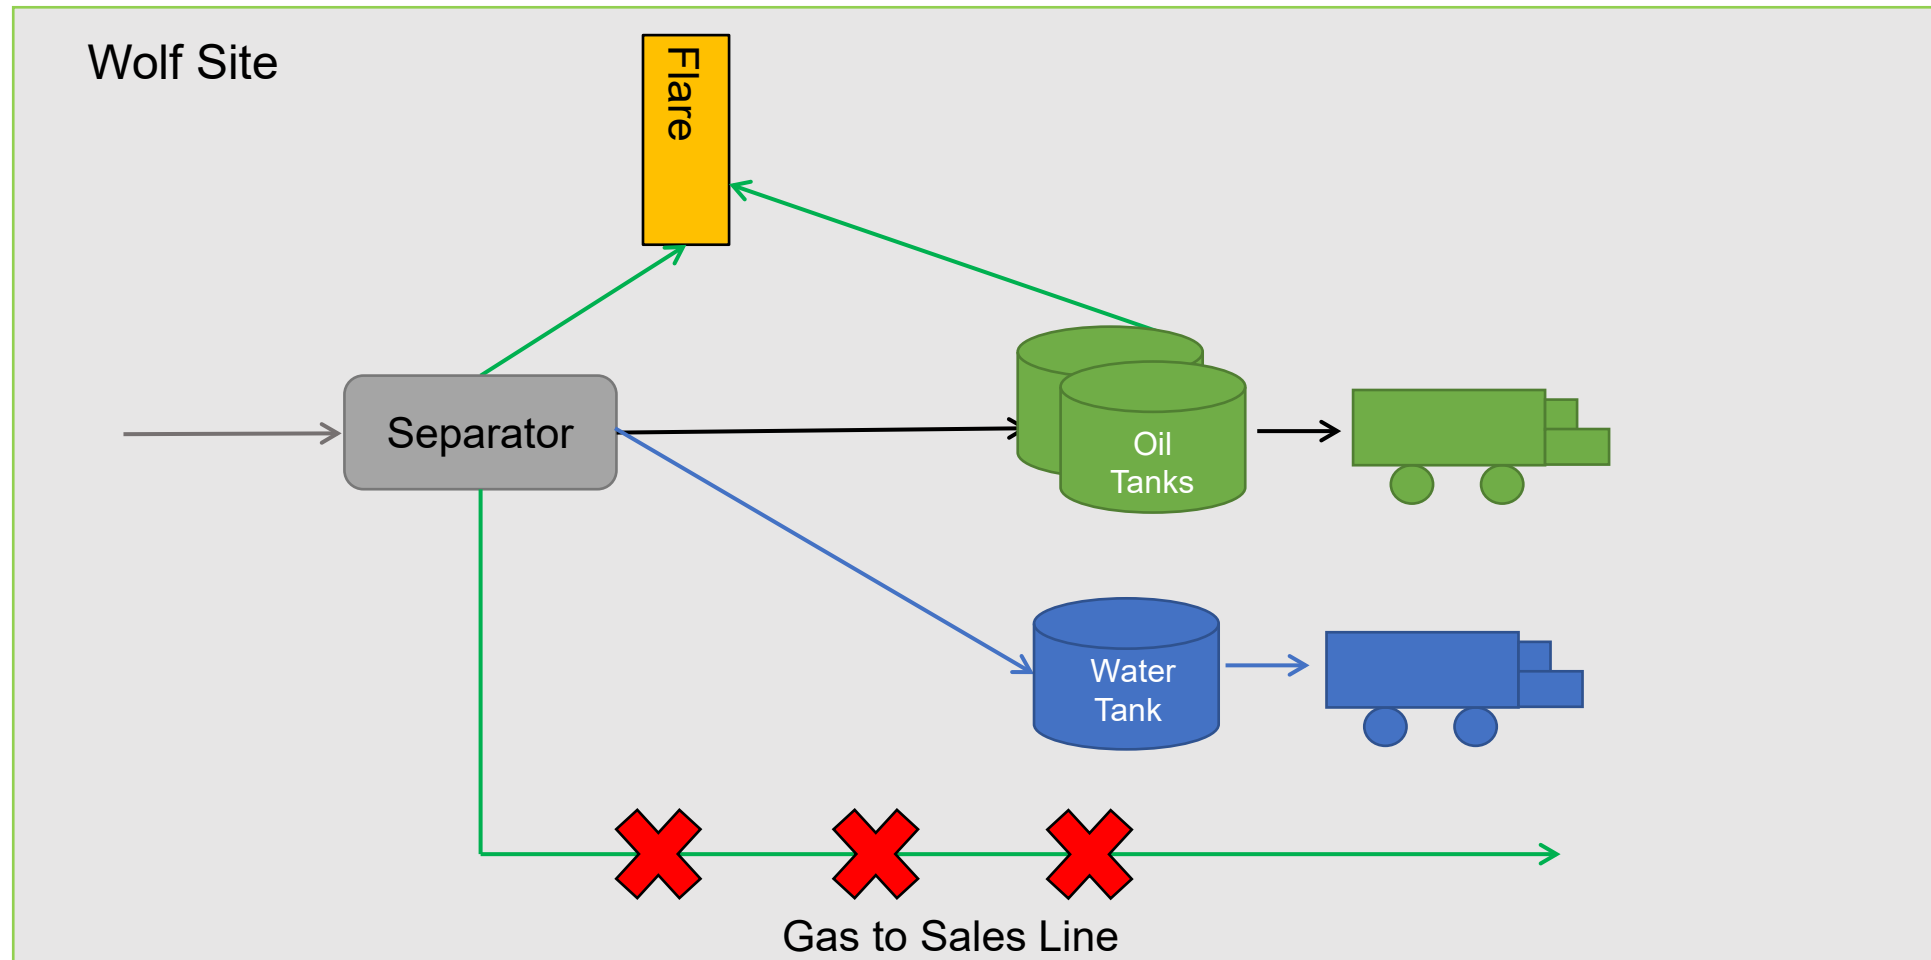 Wolf Site
Flare
Separator
Oil
Tanks
Water
Tank
Gas to Sales Line